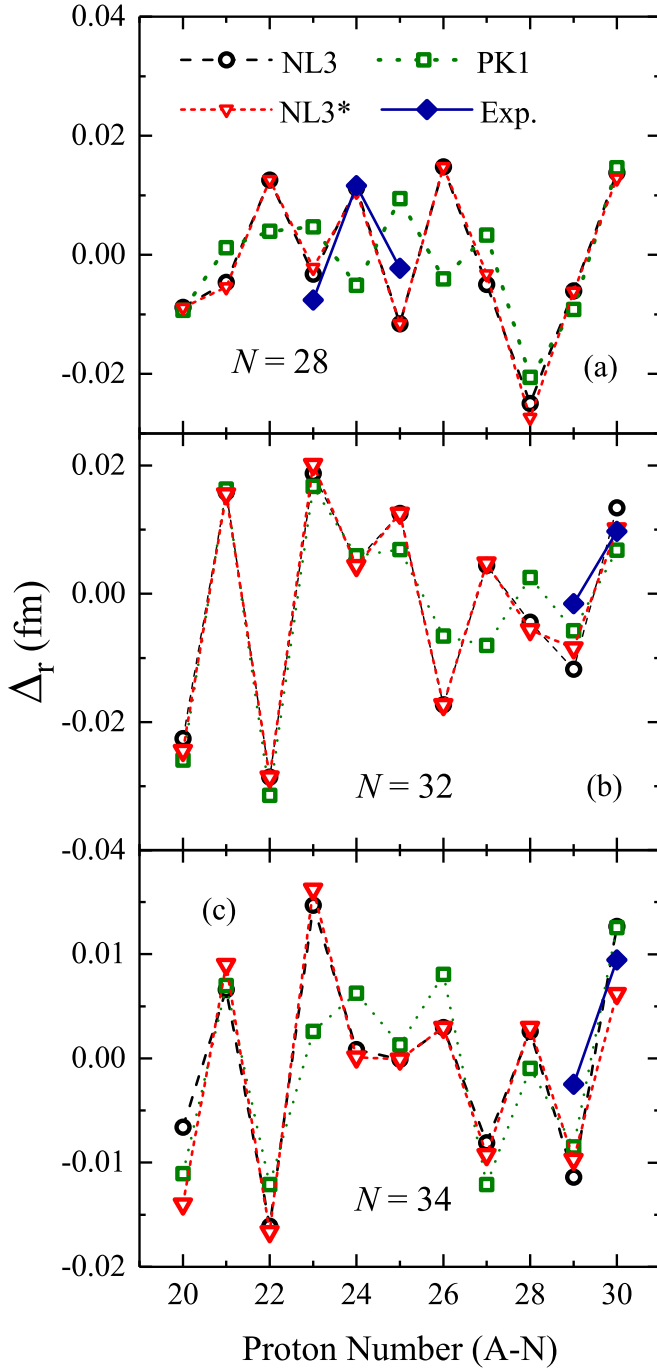 0.04
NL3 PK1
NL3* Exp.
0.02
0.00
-0.02
N = 28 (a)
0.02
0.00
-0.02
-0.04
N = 32 (b)
Δr (fm)
(c)
0.01
0.00
-0.01
-0.02
N = 34
20 22 24 26 28 30
Proton Number (A-N)